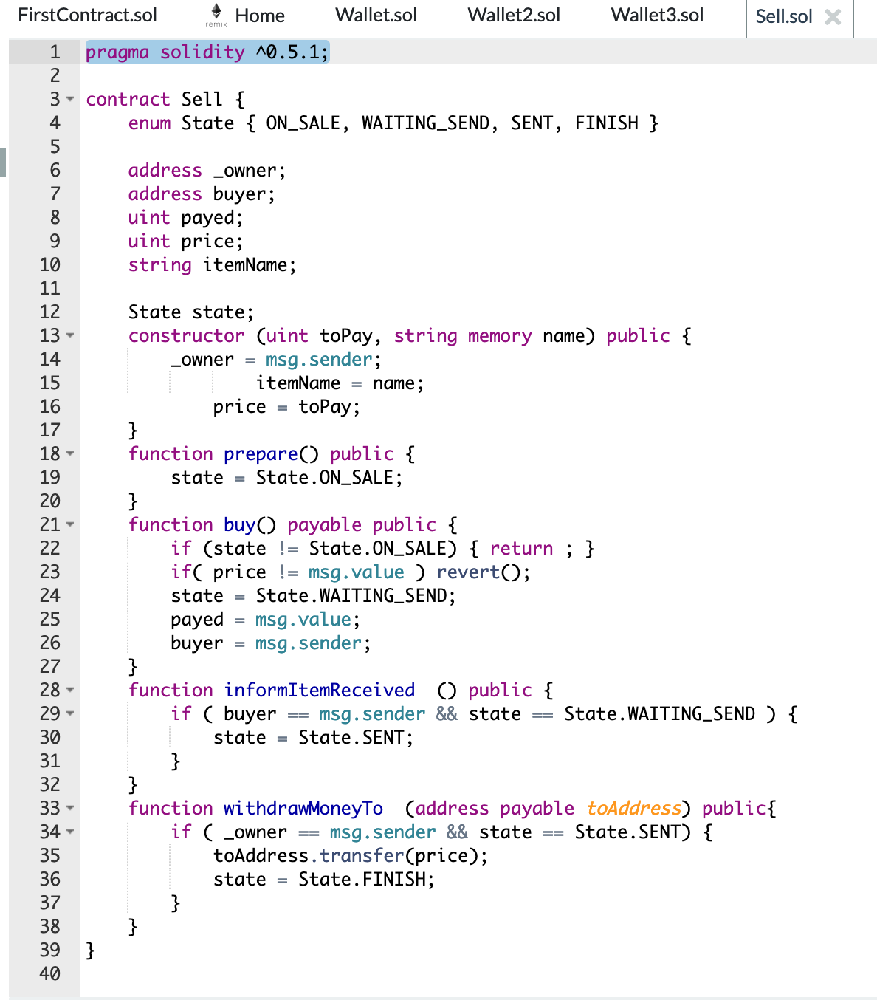 FirstContract.sol remix Home Wallet.sol Wallet2.sol Wallet3.sol Sell.sol
1 pragma solidity ^0.5.1;
2
3 contract Sell {
4 enum State { ON_SALE, WAITING_SEND, SENT, FINISH }
5
6 address _owner;
7 address buyer;
8 uint payed;
9 uint price;
10 string itemName;
11
12 State state;
13 constructor (uint toPay, string memory name) public {
14 _owner = msg.sender;
15 itemName = name;
16 price = toPay;
17 }
18 function prepare() public {
19 state = State.ON_SALE;
20 }
21 function buy() payable public {
22 if (state != State.ON_SALE) { return ; }
23 if( price != msg.value ) revert();
24 state = State.WAITING_SEND;
25 payed = msg.value;
26 buyer = msg.sender;
27 }
28 function informItemReceived () public {
29 if ( buyer == msg.sender && state == State.WAITING_SEND ) {
30 state = State.SENT;
31 }
32 }
33 function withdrawMoneyTo (address payable toAddress) public{
34 if ( _owner == msg.sender && state == State.SENT) {
35 toAddress.transfer(price);
36 state = State.FINISH;
37 }
38 }
39 }
40